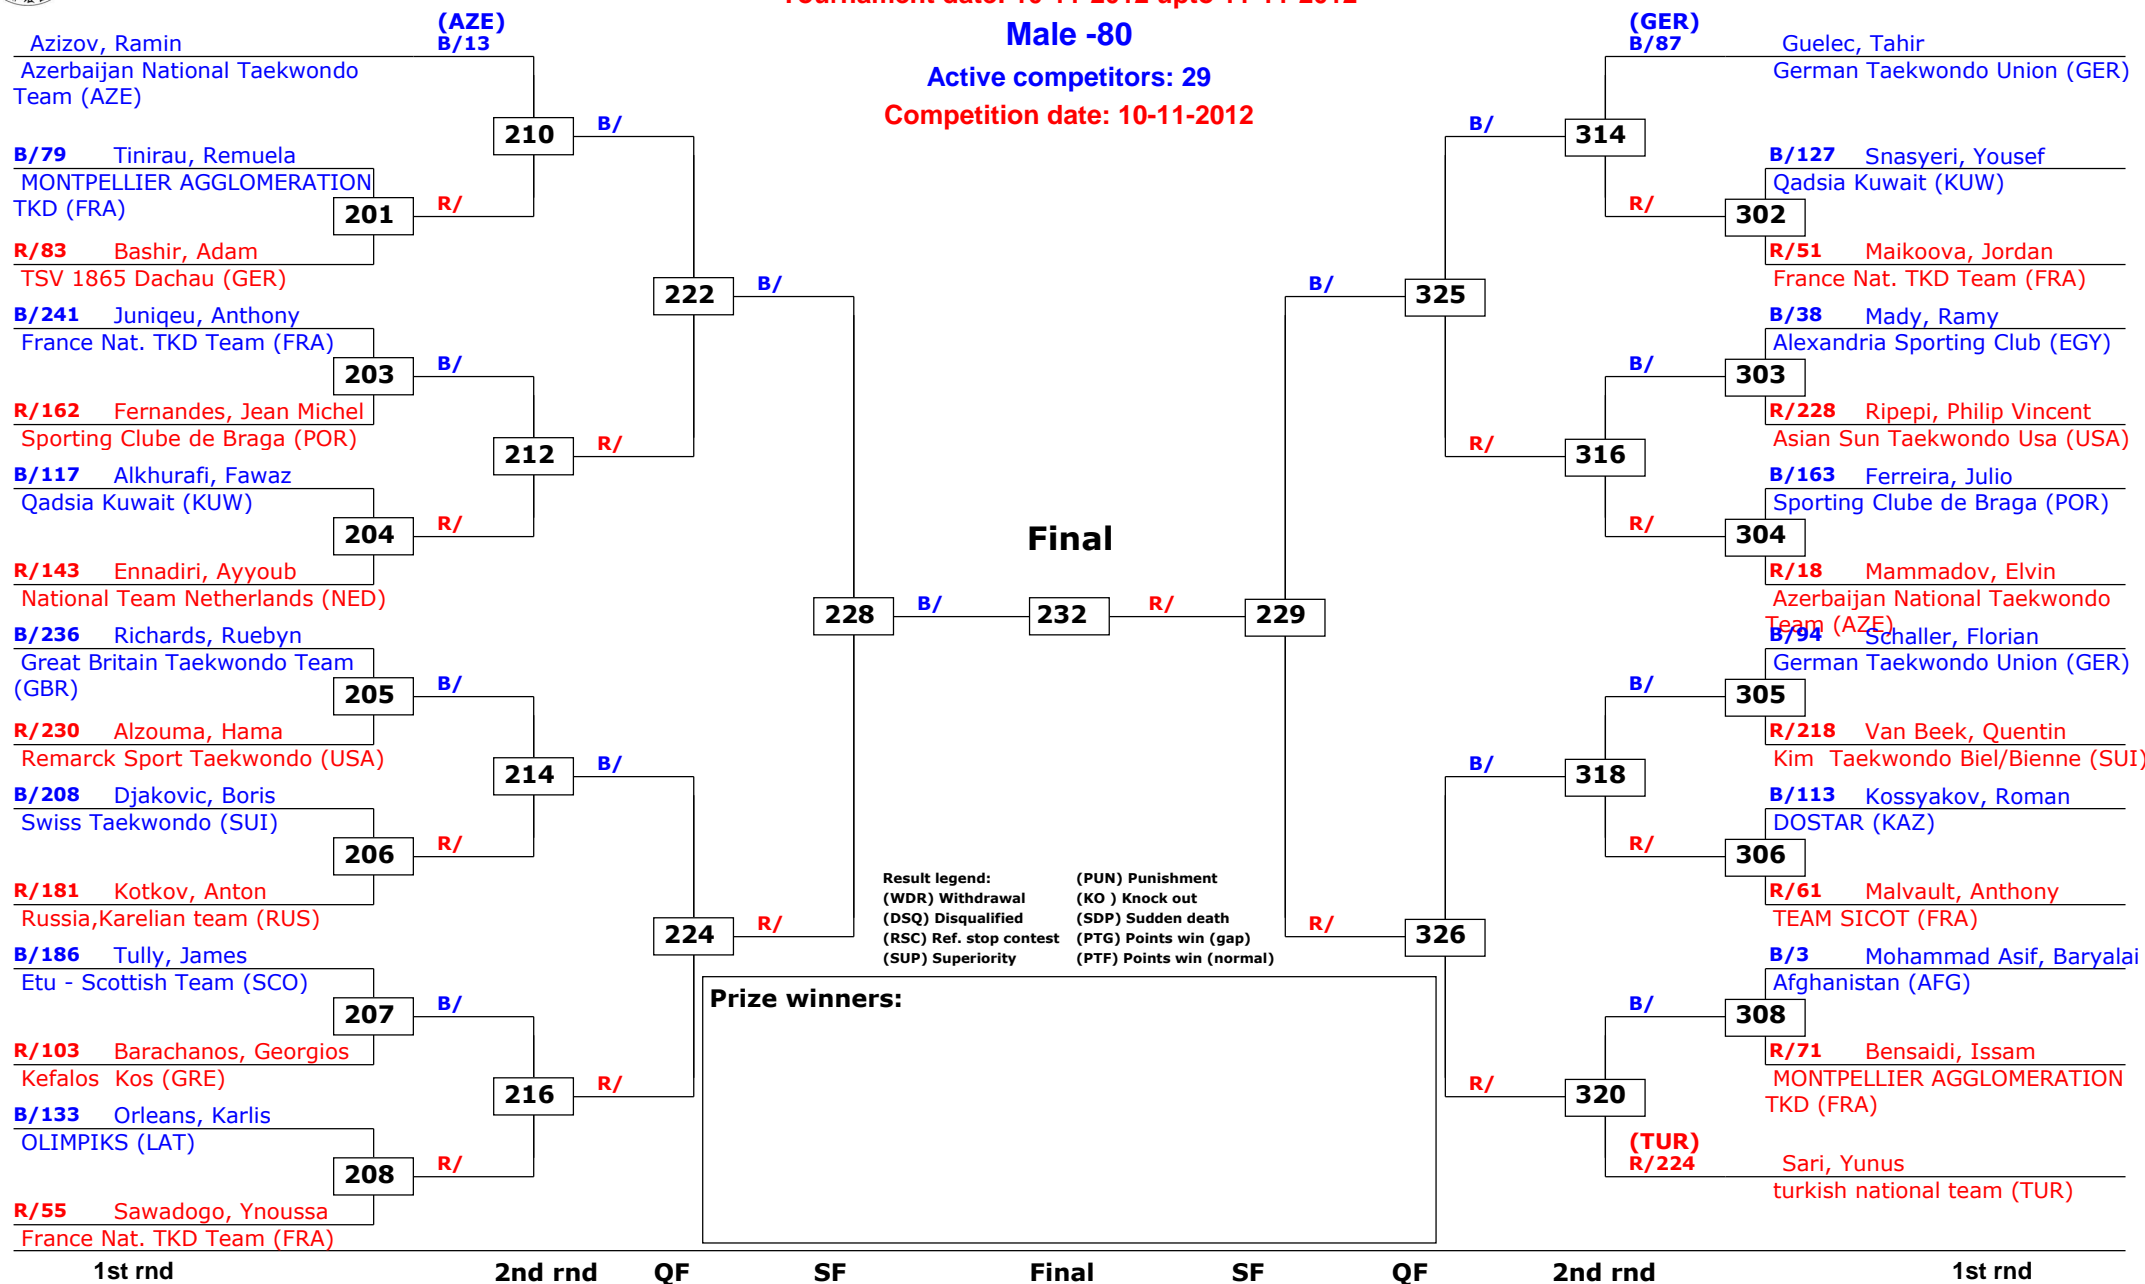 Tournament date: 10-11-2012 upto 11-11-2012
Male -80
Active competitors: 29
Competition date: 10-11-2012
(AZE)
B/13
Azizov, Ramin
Azerbaijan National Taekwondo
Team (AZE)
B/79 Tinirau, Remuela
MONTPELLIER AGGLOMERATION
TKD (FRA)
201
R/83 Bashir, Adam
TSV 1865 Dachau (GER)
B/241 Juniqeu, Anthony
France Nat. TKD Team (FRA)
203
R/162 Fernandes, Jean Michel
Sporting Clube de Braga (POR)
B/117 Alkhurafi, Fawaz
Qadsia Kuwait (KUW)
204
R/143 Ennadiri, Ayyoub
National Team Netherlands (NED)
B/236 Richards, Ruebyn
Great Britain Taekwondo Team
(GBR)
205
R/230 Alzouma, Hama
Remarck Sport Taekwondo (USA)
B/208 Djakovic, Boris
Swiss Taekwondo (SUI)
206
R/181 Kotkov, Anton
Russia,Karelian team (RUS)
B/186 Tully, James
Etu - Scottish Team (SCO)
207
R/103 Barachanos, Georgios
Kefalos Kos (GRE)
B/133 Orleans, Karlis
OLIMPIKS (LAT)
208
R/55 Sawadogo, Ynoussa
France Nat. TKD Team (FRA)
R/
B/
R/
B/
R/
B/
R/
210
212
214
216
B/
R/
B/
R/
222
224
B/
R/
228
B/
Final
232
R/
229
B/
R/
325
326
B/
R/
B/
R/
314
316
318
320
R/
B/
R/
B/
R/
B/
(GER)
B/87
Guelec, Tahir
German Taekwondo Union (GER)
B/127 Snasyeri, Yousef
Qadsia Kuwait (KUW)
302
R/51 Maikoova, Jordan
France Nat. TKD Team (FRA)
B/38 Mady, Ramy
Alexandria Sporting Club (EGY)
303
R/228 Ripepi, Philip Vincent
Asian Sun Taekwondo Usa (USA)
B/163 Ferreira, Julio
Sporting Clube de Braga (POR)
304
R/18 Mammadov, Elvin
Azerbaijan National Taekwondo
Team (AZE)
B/94 Schaller, Florian
German Taekwondo Union (GER)
305
R/218 Van Beek, Quentin
Kim Taekwondo Biel/Bienne (SUI)
B/113 Kossyakov, Roman
DOSTAR (KAZ)
306
R/61 Malvault, Anthony
TEAM SICOT (FRA)
B/3 Mohammad Asif, Baryalai
Afghanistan (AFG)
308
R/71 Bensaidi, Issam
MONTPELLIER AGGLOMERATION
TKD (FRA)
(TUR)
R/224
Sari, Yunus
turkish national team (TUR)
Result legend: (PUN) Punishment
(WDR) Withdrawal (KO ) Knock out
(DSQ) Disqualified (SDP) Sudden death
(RSC) Ref. stop contest (PTG) Points win (gap)
(SUP) Superiority (PTF) Points win (normal)
Prize winners:
1st rnd 2nd rnd QF SF Final SF QF 2nd rnd 1st rnd